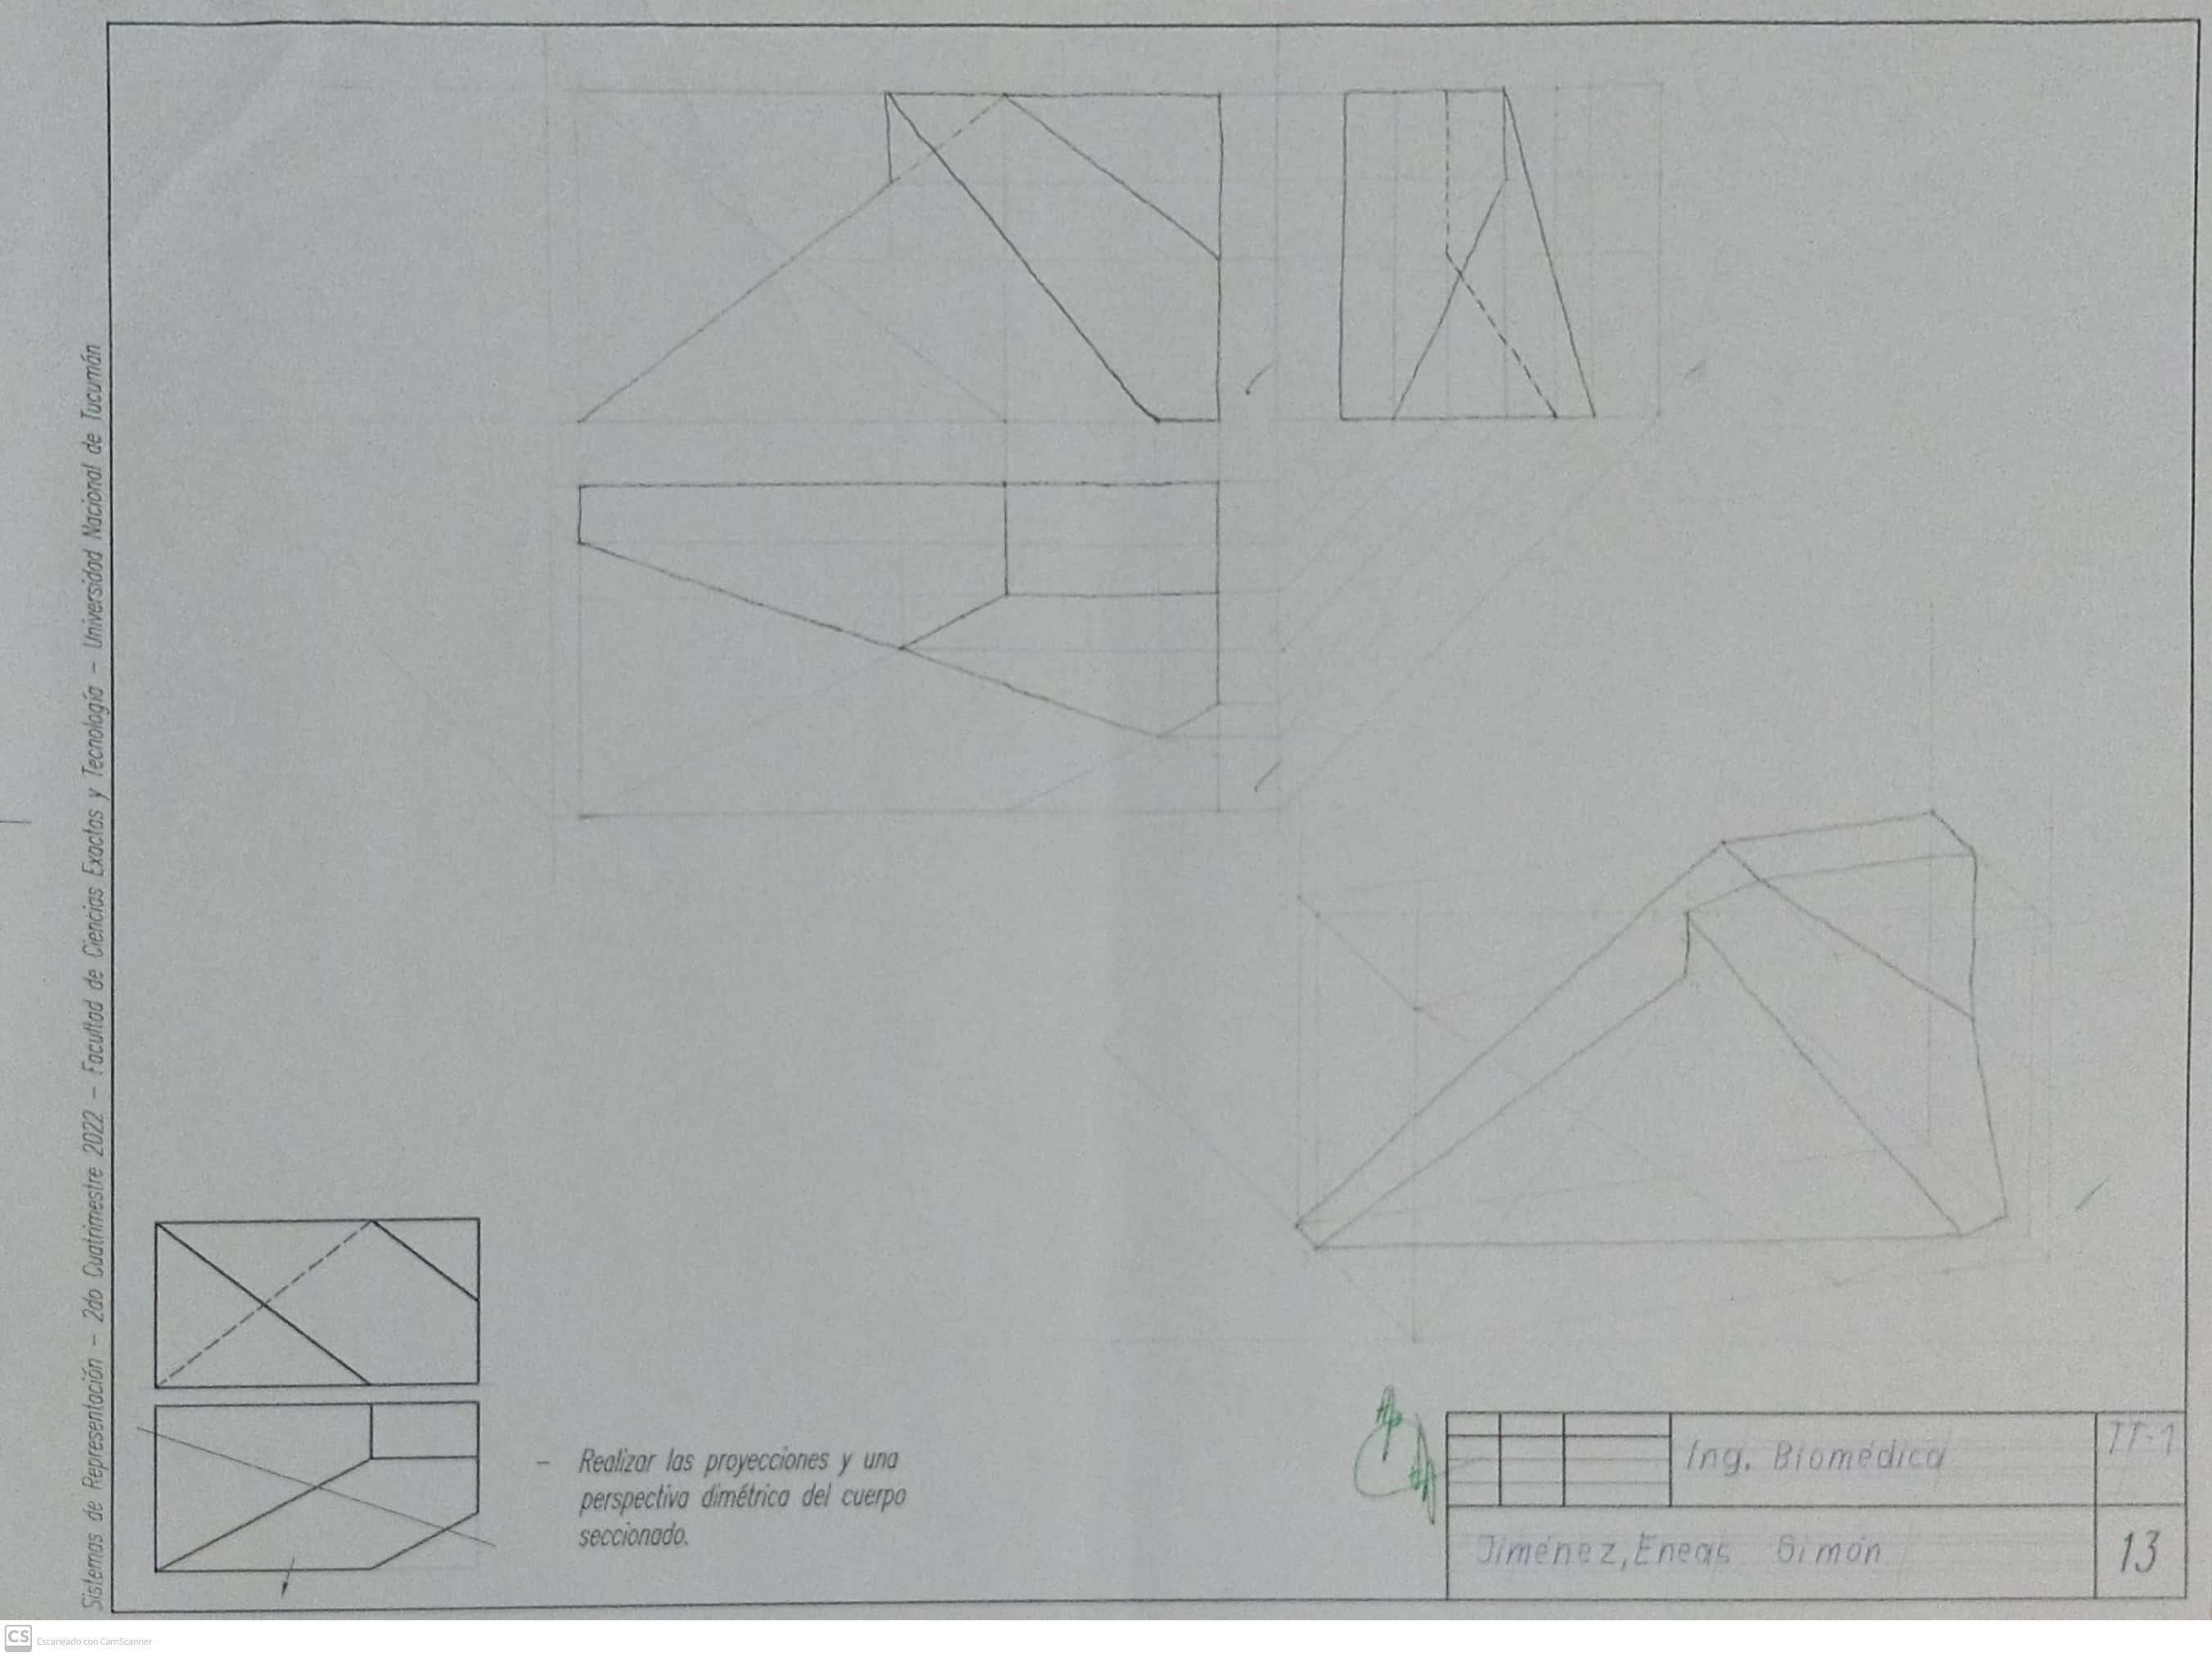 Sistemas de Representación – 2do Cuatrimestre 2022 – Facultad de Ciencias Exactas y Tecnología – Universidad Nacional de Tucumán
– Realizar las proyecciones y una
perspectiva dimétrica del cuerpo
seccionado.
Ing. Biomédica
TT-1
Jiménez, Eneas Simón
13
CS Escaneado con CamScanner